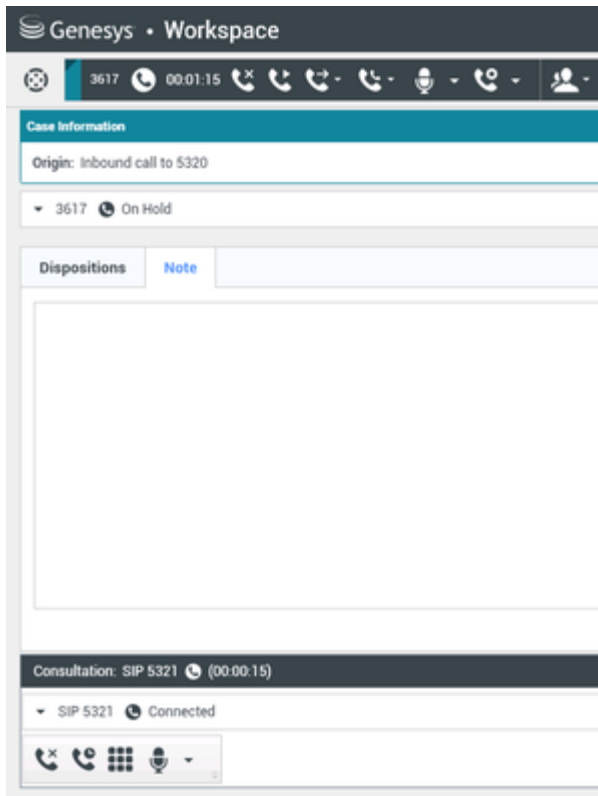 Genesys · Workspace
3617 00:01:15
Case Information
Origin: Inbound call to 5320
3617 On Hold
Dispositions Note
Consultation: SIP 5321 (00:00:15)
SIP 5321 Connected